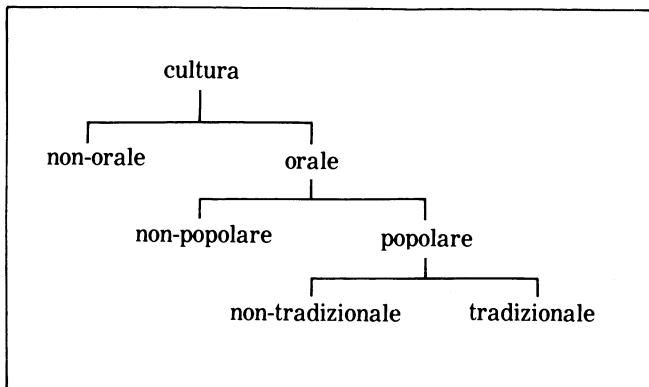 cultura
non-orale orale
non-popolare popolare
non-tradizionale tradizionale